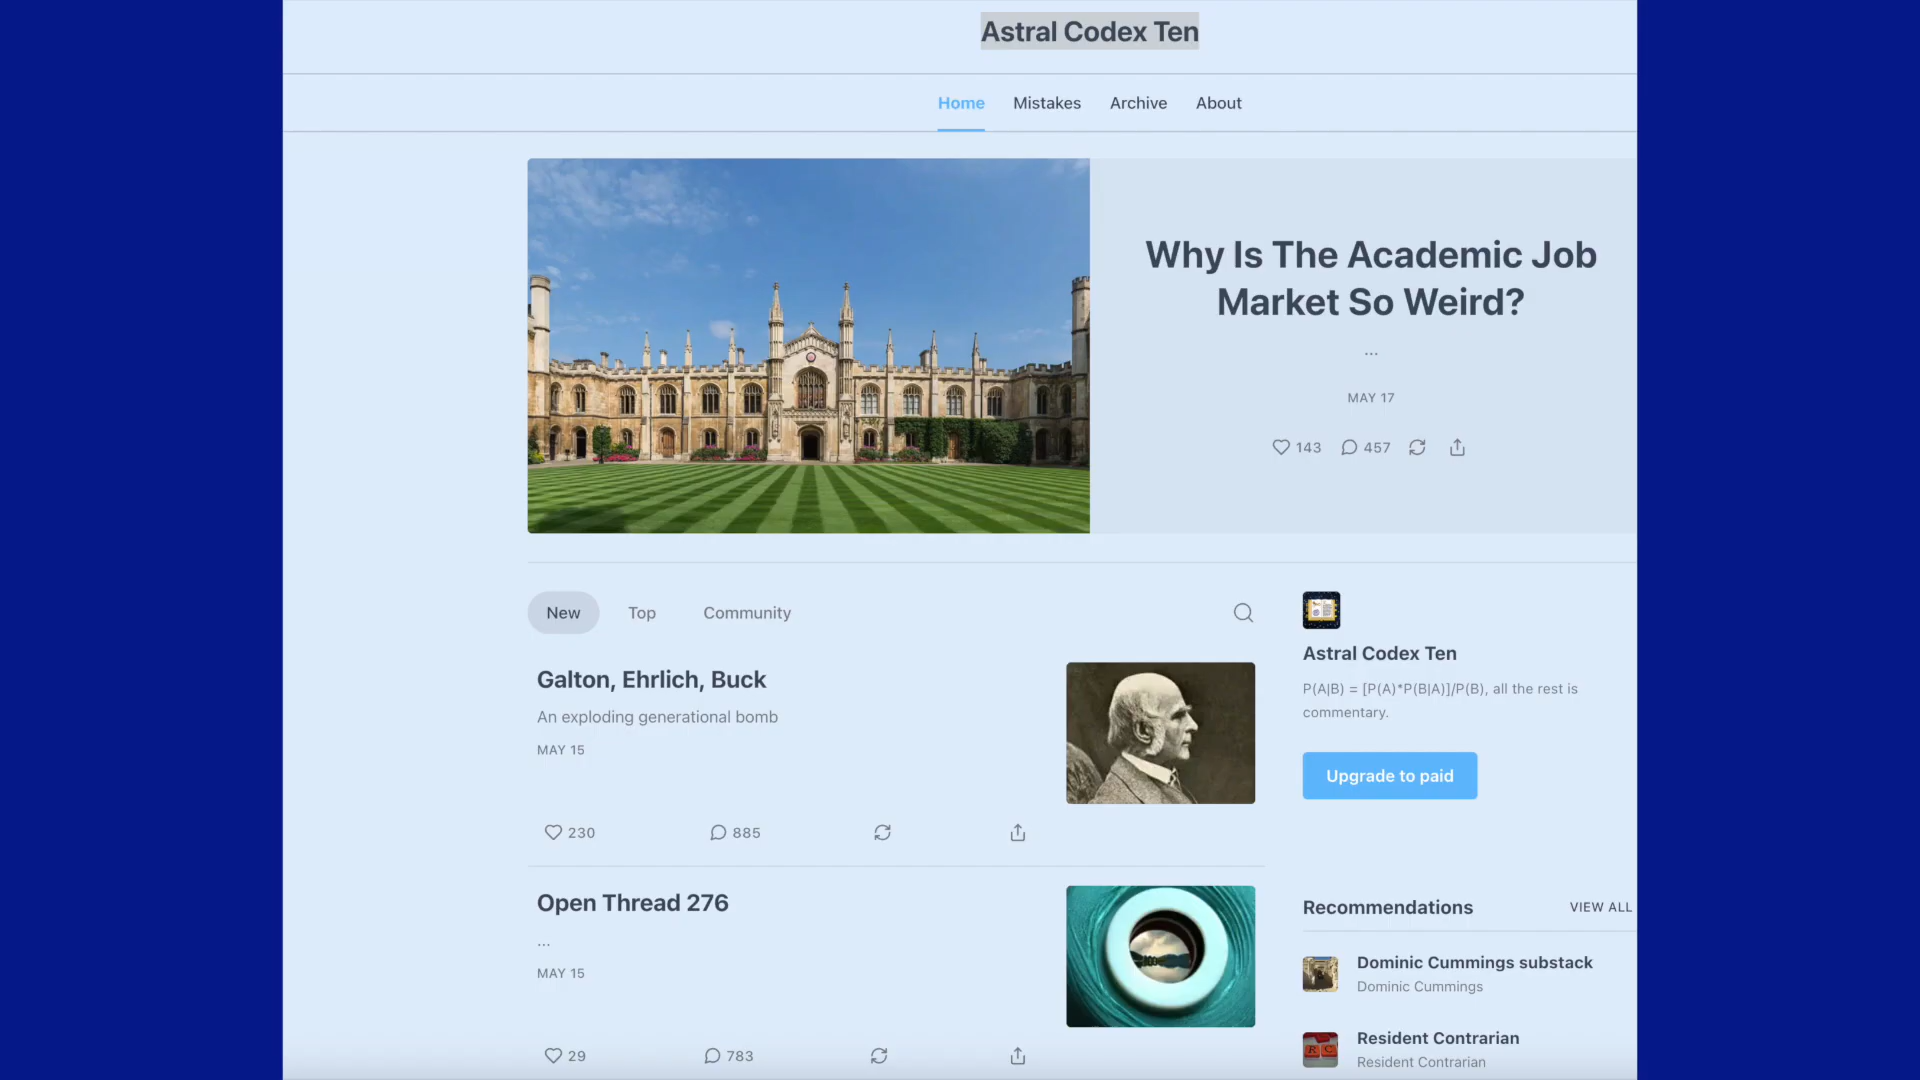 Astral Codex Ten
Home Mistakes Archive About
Why Is The Academic Job
Market So Weird?
...
MAY 17
143 457
New Top Community
Galton, Ehrlich, Buck
An exploding generational bomb
MAY 15
230 885
Open Thread 276
...
MAY 15
29 783
Astral Codex Ten
P(A|B) = [P(A)*P(B|A)]/P(B), all the rest is
commentary.
Upgrade to paid
Recommendations VIEW ALL
Dominic Cummings substack
Dominic Cummings
R C
Resident Contrarian
Resident Contrarian